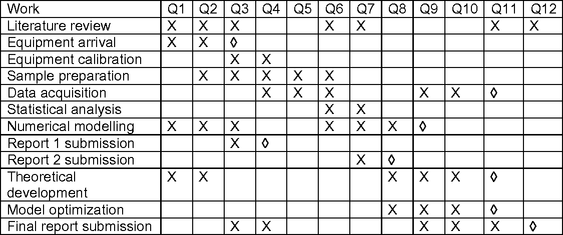 Work Q1 Q2 Q3 Q4 Q5 Q6 Q7 Q8 Q9 Q10 Q11 Q12
Literature review X X X X X X X
Equipment arrival X X ◊
Equipment calibration X X
Sample preparation X X X X X
Data acquisition X X X X X ◊
Statistical analysis X X
Numerical modelling X X X X X X ◊
Report 1 submission X ◊
Report 2 submission X ◊
Theoretical X X X X X ◊
development
Model optimization X X X ◊
Final report submission X X X X X ◊